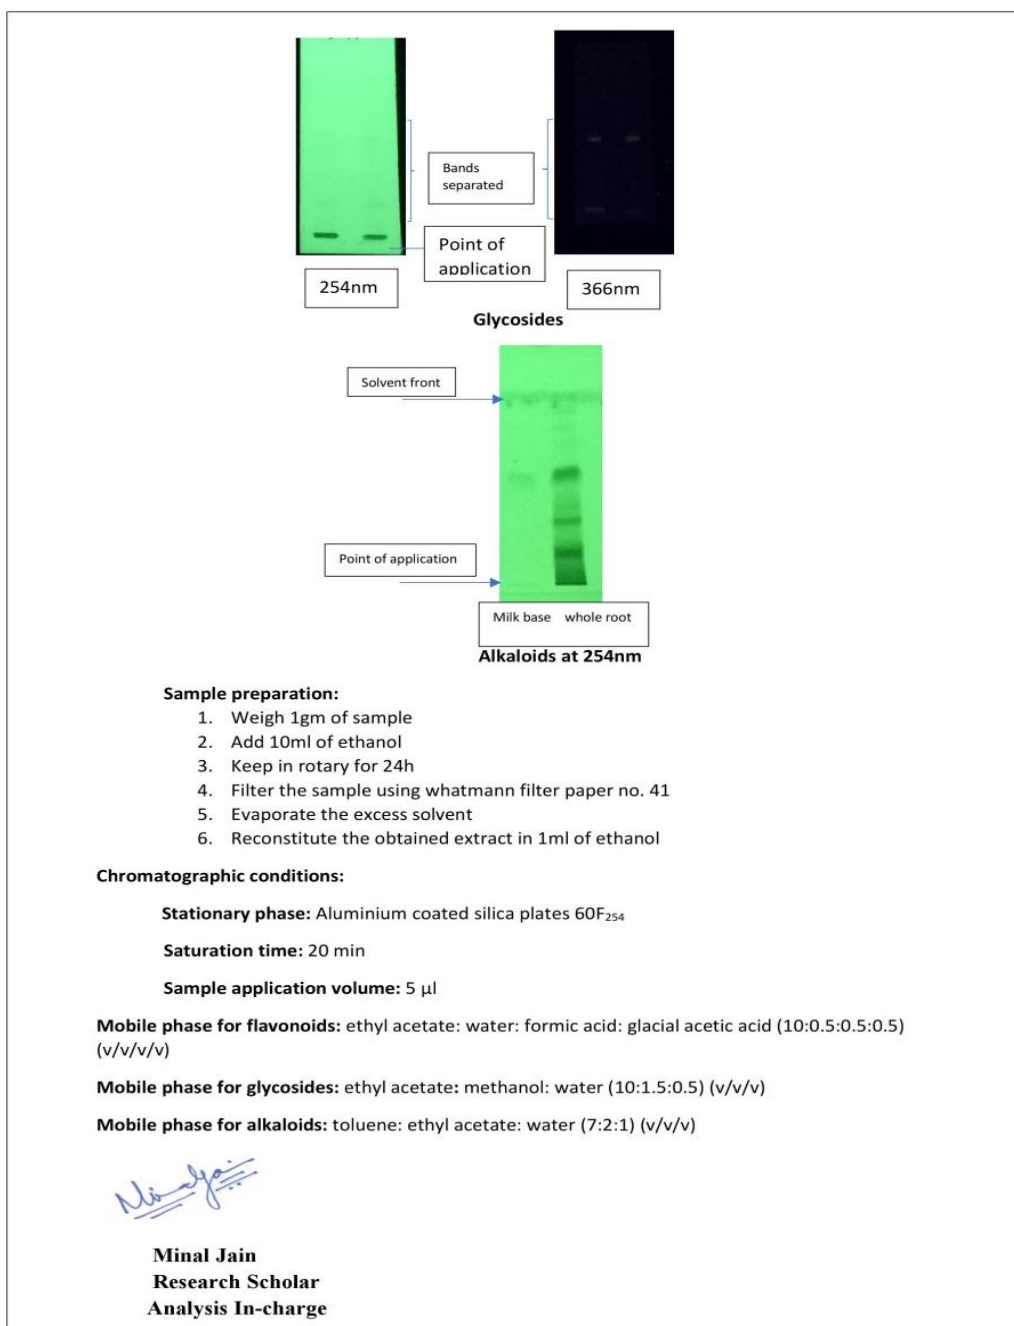 Bands
separated
Point of
application
254nm
366nm
Glycosides
Solvent front
Point of application
Milk base whole root
Alkaloids at 254nm
Sample preparation:
1. Weigh 1gm of sample
2. Add 10ml of ethanol
3. Keep in rotary for 24h
4. Filter the sample using whatmann filter paper no. 41
5. Evaporate the excess solvent
6. Reconstitute the obtained extract in 1ml of ethanol
Chromatographic conditions:
Stationary phase: Aluminium coated silica plates 60F₂₅₄
Saturation time: 20 min
Sample application volume: 5 µl
Mobile phase for flavonoids: ethyl acetate: water: formic acid: glacial acetic acid (10:0.5:0.5:0.5)
(v/v/v/v)
Mobile phase for glycosides: ethyl acetate: methanol: water (10:1.5:0.5) (v/v/v)
Mobile phase for alkaloids: toluene: ethyl acetate: water (7:2:1) (v/v/v)
Minal Jain
Research Scholar
Analysis In-charge